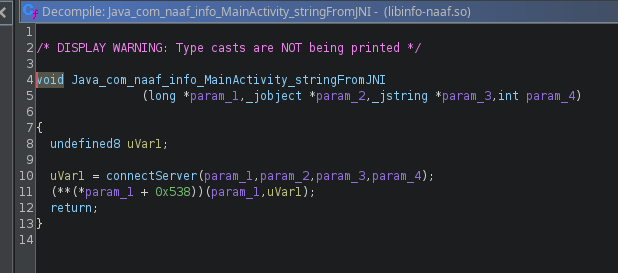 Decompile: Java_com_naaf_info_MainActivity_stringFromJNI - (libinfo-naaf.so)
1
2 /* DISPLAY WARNING: Type casts are NOT being printed */
3
4 void Java_com_naaf_info_MainActivity_stringFromJNI
5 (long *param_1,_jobject *param_2,_jstring *param_3,int param_4)
6
7 {
8 undefined8 uVar1;
9
10 uVar1 = connectServer(param_1,param_2,param_3,param_4);
11 (**(*param_1 + 0x538))(param_1,uVar1);
12 return;
13 }
14